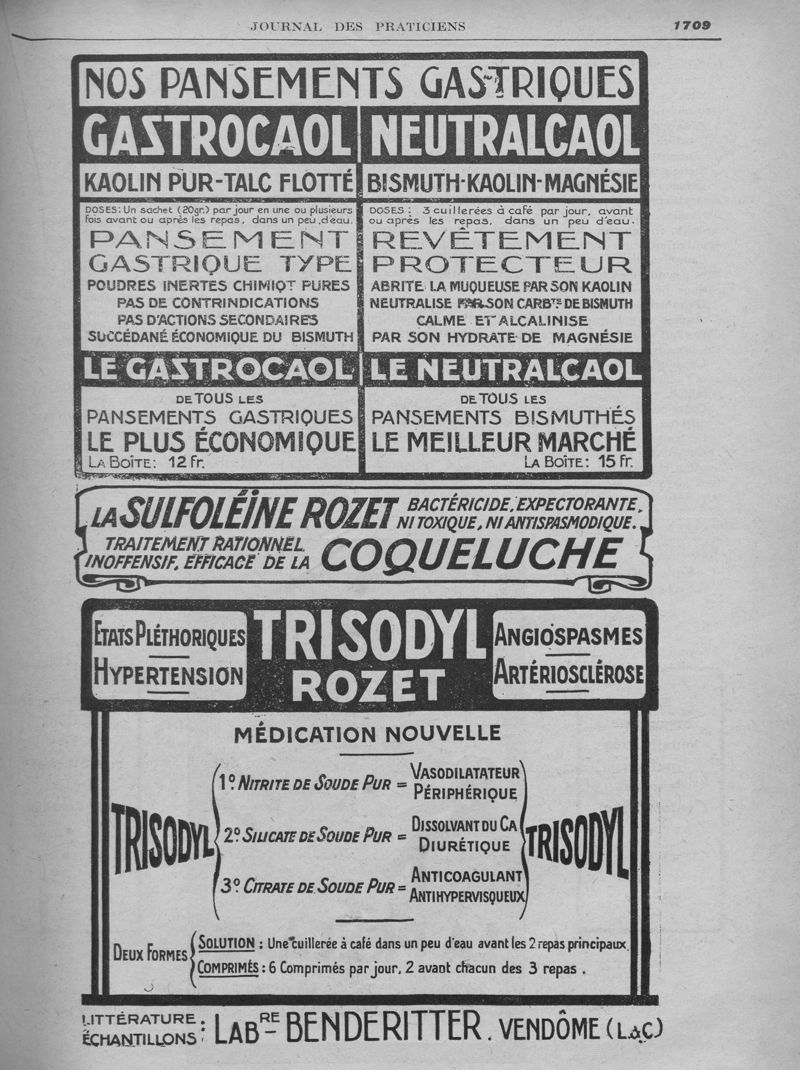 JOURNAL DES PRATICIENS 1709
NOS PANSEMENTS GASTRIQUES
GASTROCAOL
KAOLIN PUR-TALC FLOTTÉ
DOSES: Un sachet (20gr.) par jour en une ou plusieurs
fois avant ou après les repas, dans un peu d'eau.
PANSEMENT
GASTRIQUE TYPE
POUDRES INERTES CHIMIQT PURES
PAS DE CONTRINDICATIONS
PAS D'ACTIONS SECONDAIRES
SUCCÉDANÉ ÉCONOMIQUE DU BISMUTH
LE GASTROCAOL
DE TOUS LES
PANSEMENTS GASTRIQUES
LE PLUS ÉCONOMIQUE
LA BOÎTE: 12 Fr.
NEUTRALCAOL
BISMUTH-KAOLIN-MAGNÉSIE
DOSES: 3 cuillerées à café par jour, avant
ou après les repas, dans un peu d'eau.
REVÊTEMENT
PROTECTEUR
ABRITE LA MUQUEUSE PAR SON KAOLIN
NEUTRALISE PAR SON CARBTE DE BISMUTH
CALME ET ALCALINISE
PAR SON HYDRATE DE MAGNÉSIE
LE NEUTRALCAOL
DE TOUS LES
PANSEMENTS BISMUTHÉS
LE MEILLEUR MARCHÉ
LA BOÎTE: 15 Fr.
LA SULFOLÉINE ROZET BACTÉRICIDE, EXPECTORANTE,
NI TOXIQUE, NI ANTISPASMODIQUE.
TRAITEMENT RATIONNEL
INOFFENSIF, EFFICACE DE LA COQUELUCHE
ETATS PLÉTHORIQUES
HYPERTENSION
TRISODYL
ROZET
ANGIOSPASMES
ARTÉRIOSCLÉROSE
MÉDICATION NOUVELLE
TRISODYL
1º NITRITE DE SOUDE PUR = VASODILATATEUR
PÉRIPHÉRIQUE
2º SILICATE DE SOUDE PUR = DISSOLVANT DU CA
DIURÉTIQUE
3º CITRATE DE SOUDE PUR = ANTICOAGULANT
ANTIHYPERVISQUEUX
TRISODYL
DEUX FORMES
SOLUTION : Une cuillerée à café dans un peu d'eau avant les 2 repas principaux.
COMPRIMÉS : 6 Comprimés par jour, 2 avant chacun des 3 repas.
LITTÉRATURE:
ÉCHANTILLONS: LABRE BENDERITTER. VENDÔME (L&C)